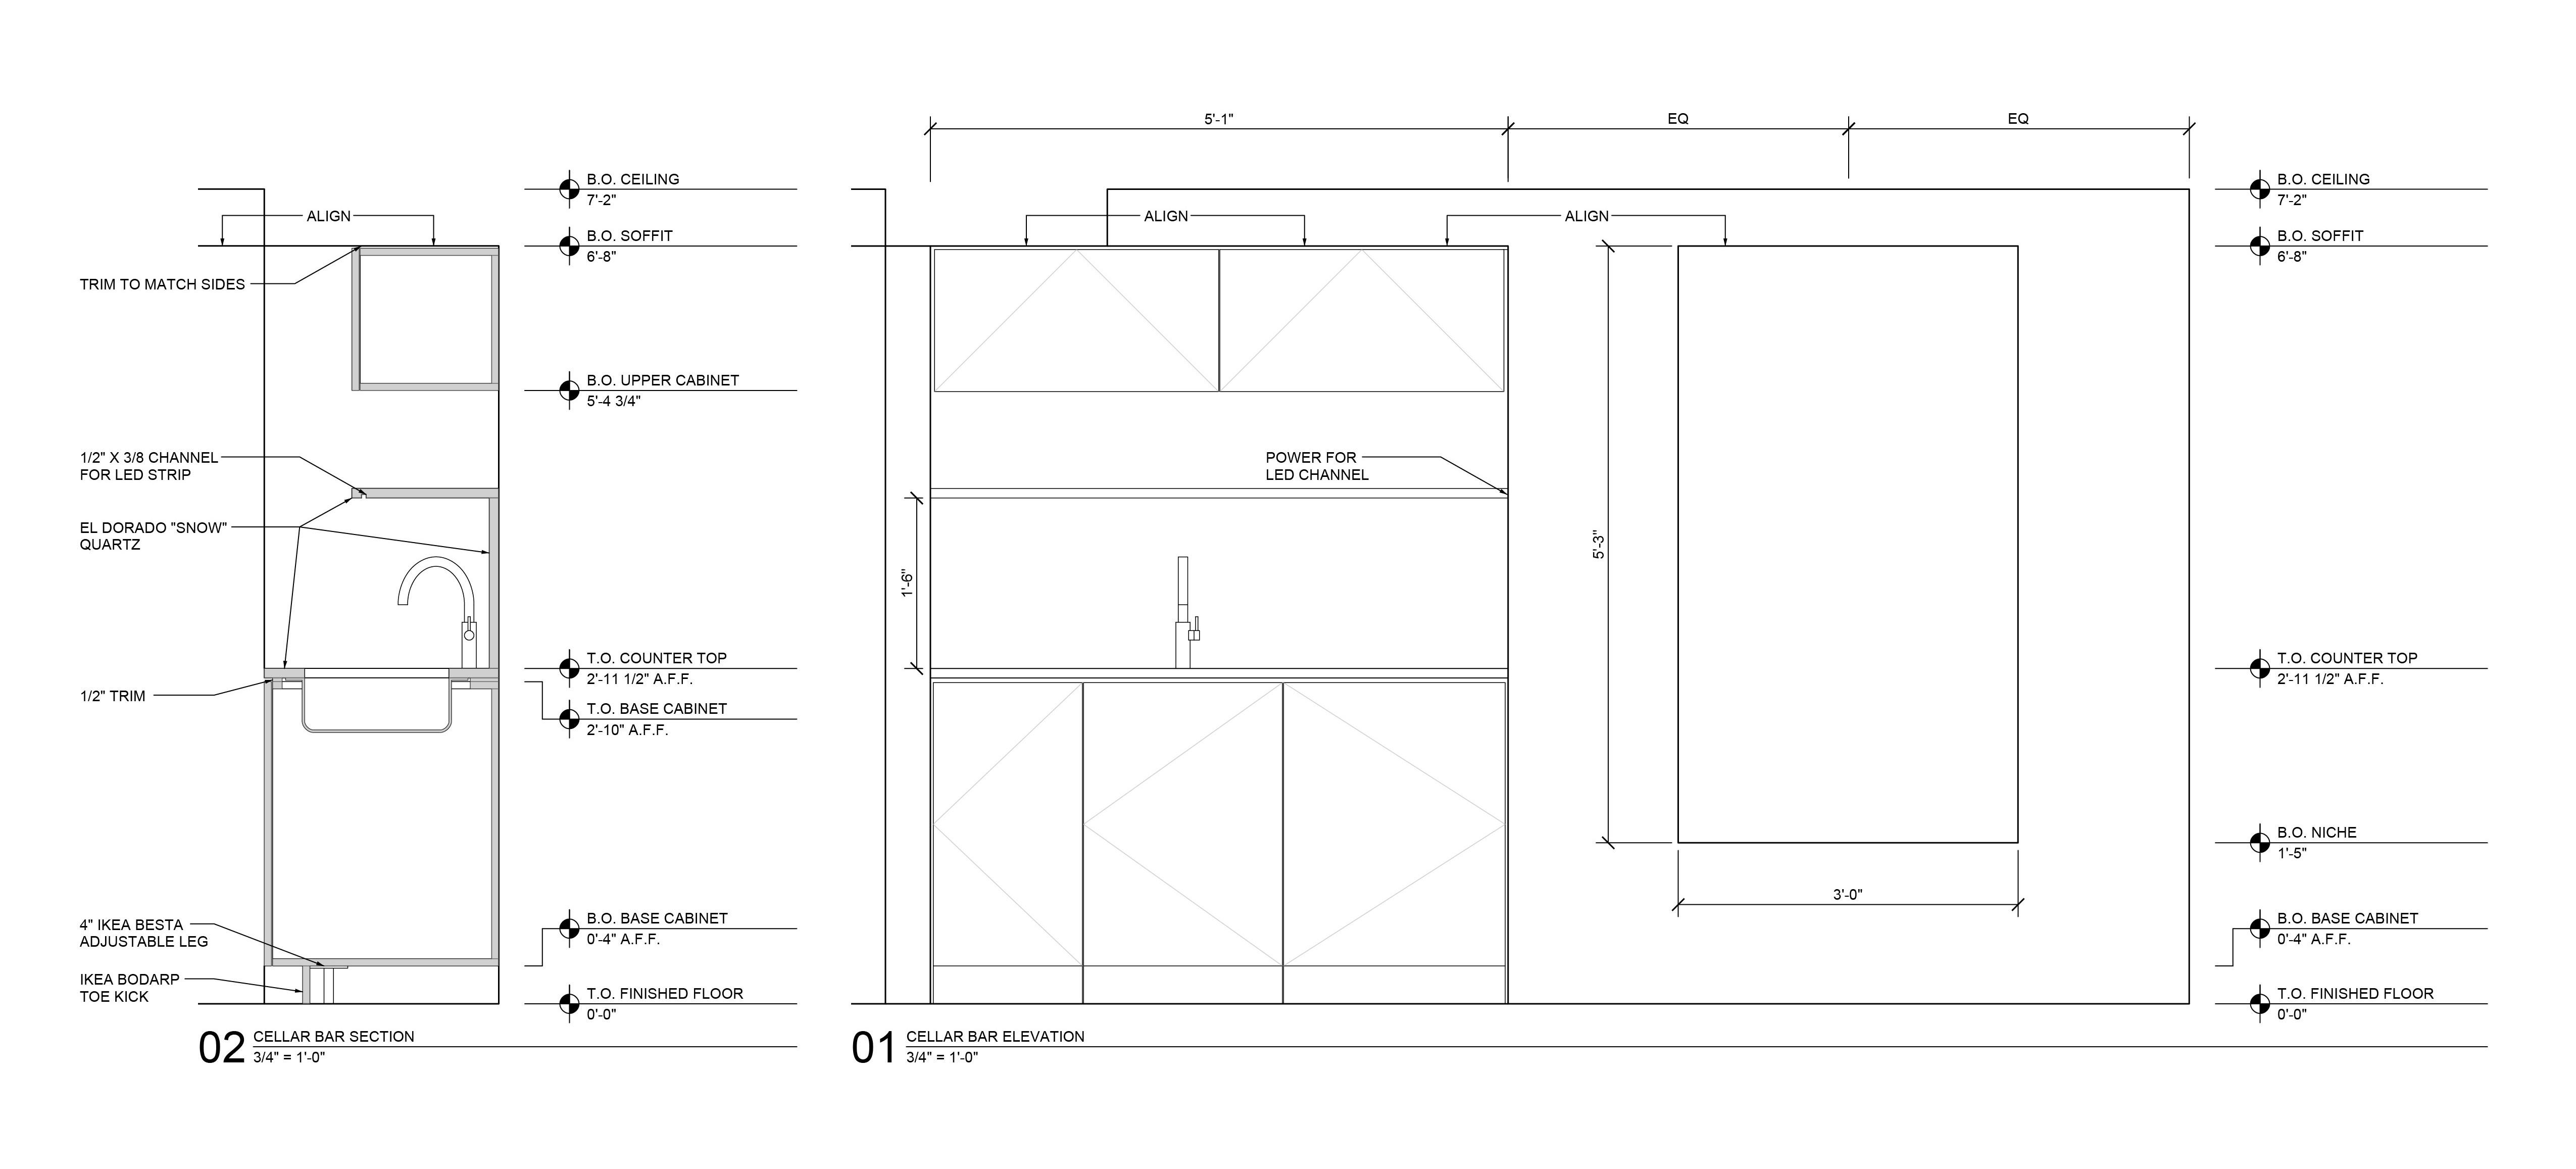 ALIGN
TRIM TO MATCH SIDES
1/2" X 3/8 CHANNEL
FOR LED STRIP
EL DORADO "SNOW"
QUARTZ
1/2" TRIM
4" IKEA BESTA
ADJUSTABLE LEG
IKEA BODARP
TOE KICK
B.O. CEILING
7'-2"
B.O. SOFFIT
6'-8"
B.O. UPPER CABINET
5'-4 3/4"
T.O. COUNTER TOP
2'-11 1/2" A.F.F.
T.O. BASE CABINET
2'-10" A.F.F.
B.O. BASE CABINET
0'-4" A.F.F.
T.O. FINISHED FLOOR
0'-0"
02
CELLAR BAR SECTION
3/4" = 1'-0"
5'-1"
EQ
EQ
ALIGN
ALIGN
POWER FOR
LED CHANNEL
1'-6"
5'-3"
3'-0"
B.O. CEILING
7'-2"
B.O. SOFFIT
6'-8"
T.O. COUNTER TOP
2'-11 1/2" A.F.F.
B.O. NICHE
1'-5"
B.O. BASE CABINET
0'-4" A.F.F.
T.O. FINISHED FLOOR
0'-0"
01
CELLAR BAR ELEVATION
3/4" = 1'-0"